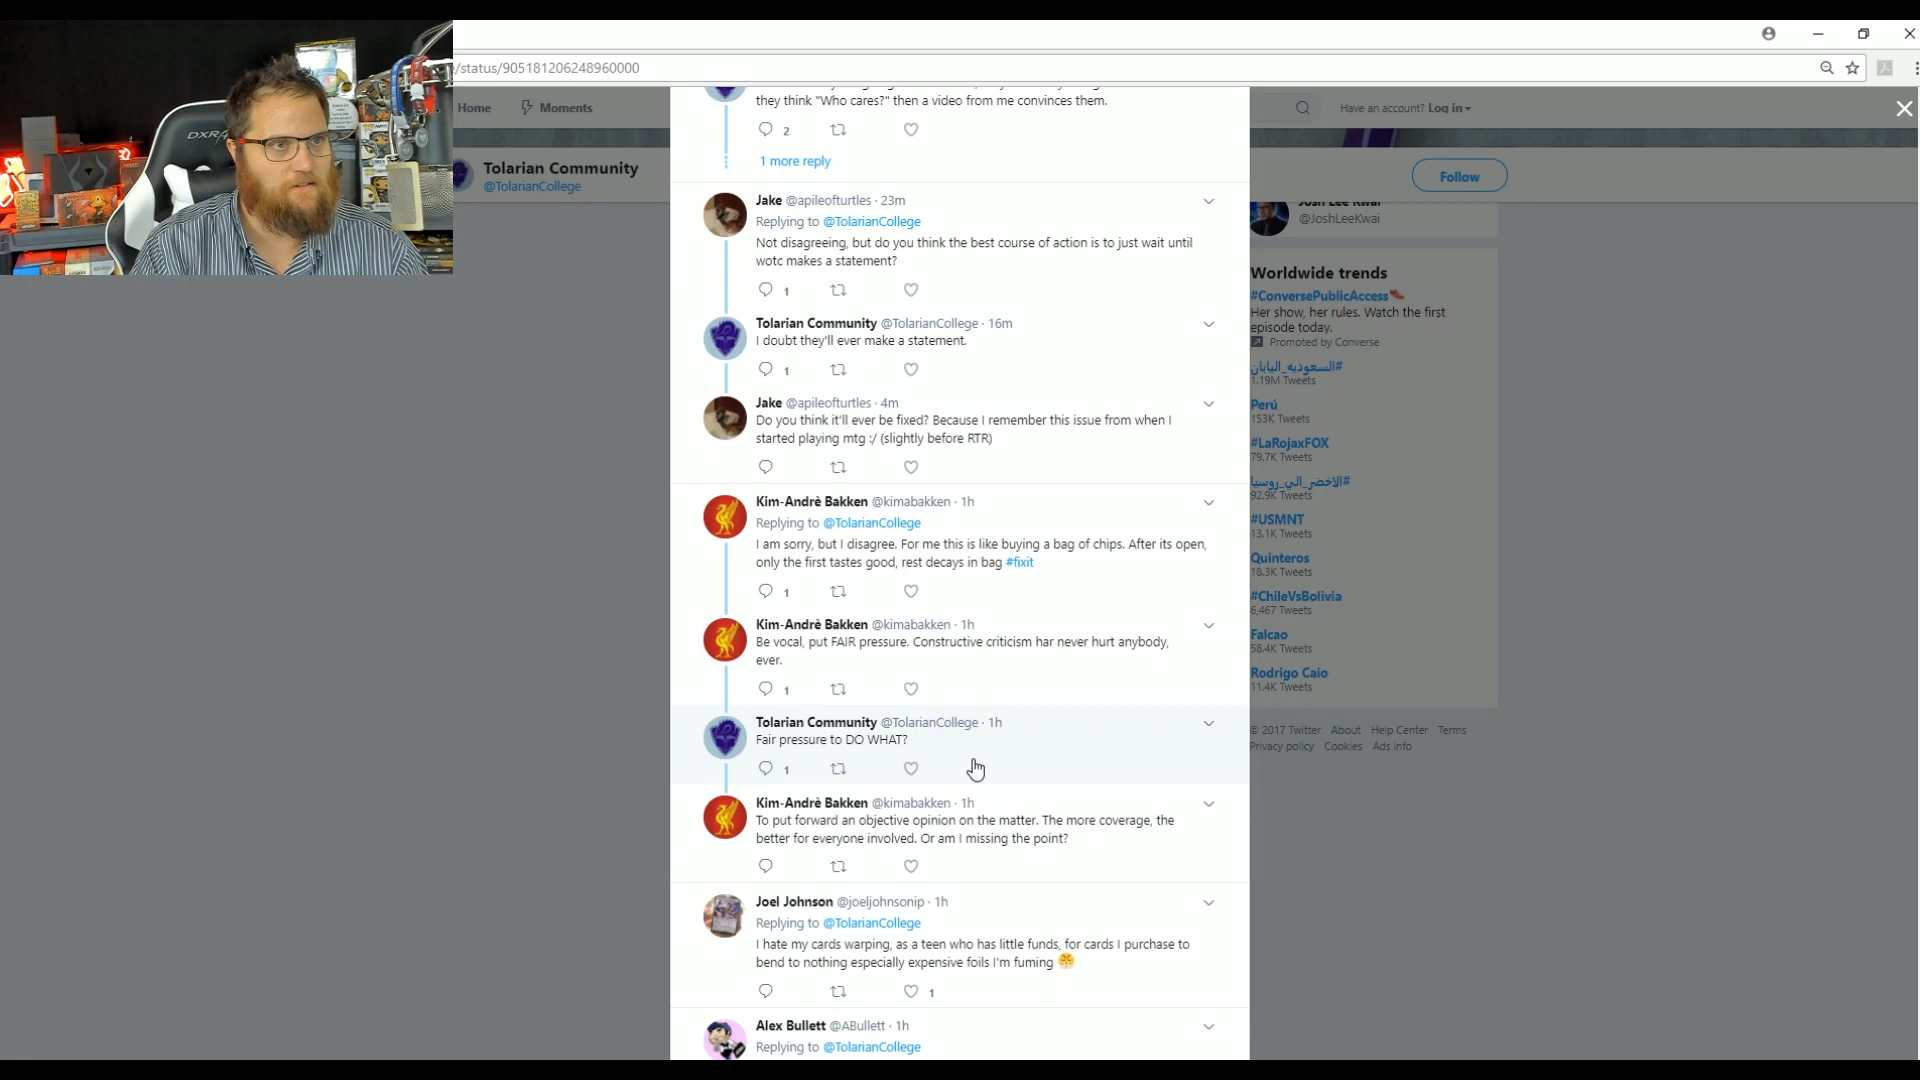 DXRA
/status/905181206248960000
Home
Moments
Have an account? Log in
Tolarian Community
@TolarianCollege
Follow
they think "Who cares?" then a video from me convinces them.
2
1 more reply
Jake @apileofturtles · 23m
Replying to @TolarianCollege
Not disagreeing, but do you think the best course of action is to just wait until
wotc makes a statement?
1
Tolarian Community @TolarianCollege · 16m
I doubt they'll ever make a statement.
1
Jake @apileofturtles · 4m
Do you think it'll ever be fixed? Because I remember this issue from when I
started playing mtg :/ (slightly before RTR)
Kim-Andrè Bakken @kimabakken · 1h
Replying to @TolarianCollege
I am sorry, but I disagree. For me this is like buying a bag of chips. After its open,
only the first tastes good, rest decays in bag #fixit
1
Kim-Andrè Bakken @kimabakken · 1h
Be vocal, put FAIR pressure. Constructive criticism har never hurt anybody,
ever.
1
Tolarian Community @TolarianCollege · 1h
Fair pressure to DO WHAT?
1
Kim-Andrè Bakken @kimabakken · 1h
To put forward an objective opinion on the matter. The more coverage, the
better for everyone involved. Or am I missing the point?
Joel Johnson @joeljohnsonip · 1h
Replying to @TolarianCollege
I hate my cards warping, as a teen who has little funds, for cards I purchase to
bend to nothing especially expensive foils I'm fuming
1
Alex Bullett @ABullett · 1h
Replying to @TolarianCollege
Josh Lee Kwai
@JoshLeeKwai
Worldwide trends
#ConversePublicAccess
Her show, her rules. Watch the first
episode today.
Promoted by Converse
#السعوديه_اليابان
1.19M Tweets
Perú
153K Tweets
#LaRojaxFOX
79.7K Tweets
#الاخضر_الي_روسيا
92.9K Tweets
#USMNT
13.1K Tweets
Quinteros
18.3K Tweets
#ChileVsBolivia
6,467 Tweets
Falcao
58.4K Tweets
Rodrigo Caio
11.4K Tweets
© 2017 Twitter About Help Center Terms
Privacy policy Cookies Ads info